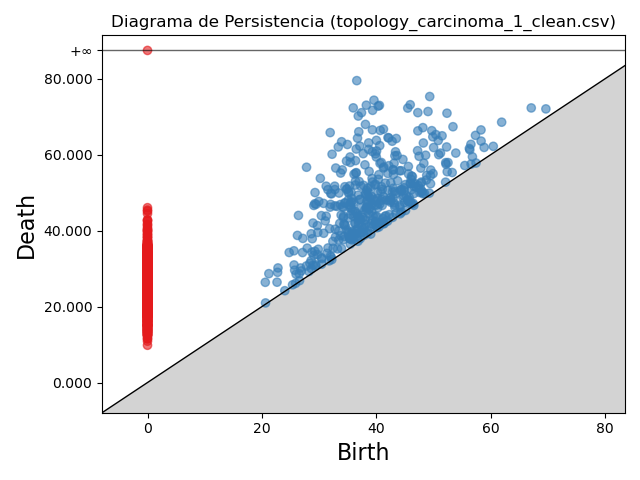 Diagrama de Persistencia (topology_carcinoma_1_clean.csv)
+∞
80.000
60.000
40.000
20.000
0.000
Death
0 20 40 60 80
Birth